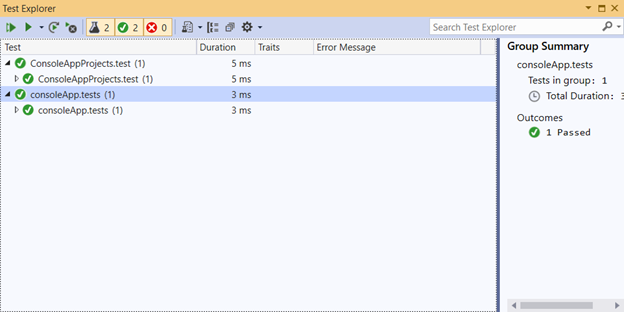 Test Explorer
2 2 0 Search Test Explorer
Test Duration Traits Error Message
ConsoleAppProjects.test (1) 5 ms
ConsoleAppProjects.test (1) 5 ms
consoleApp.tests (1) 3 ms
consoleApp.tests (1) 3 ms
Group Summary
consoleApp.tests
Tests in group: 1
Total Duration: 3
Outcomes
1 Passed